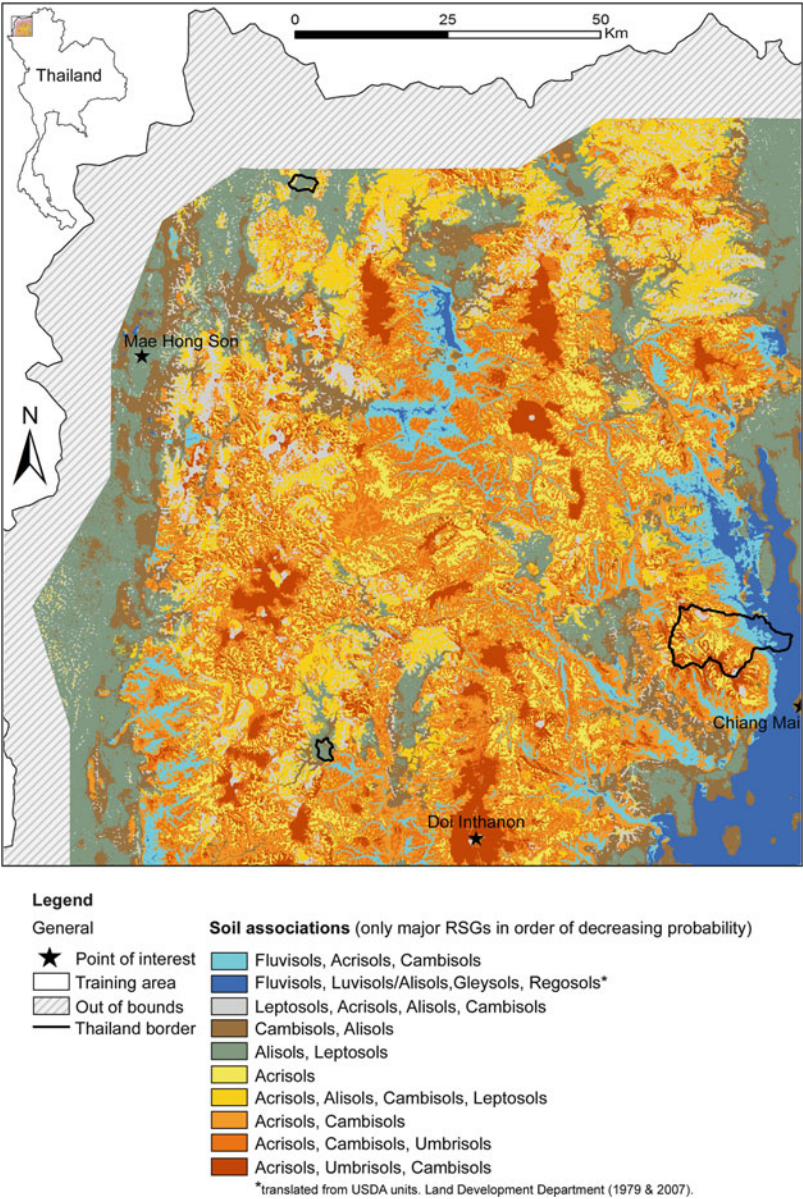 0 50
Km
Thailand
Mae Hong Son
N
Chiang Mai
Doi Inthanon
Legend
General
Point of interest
Training area
Out of bounds
Thailand border
Soil associations (only major RSGs in order of decreasing probability)
Fluvisols, Acrisols, Cambisols
Fluvisols, Luvisols/Alisols,Gleysols, Regosols*
Leptosols, Acrisols, Alisols, Cambisols
Cambisols, Alisols
Alisols, Leptosols
Acrisols
Acrisols, Alisols, Cambisols, Leptosols
Acrisols, Cambisols
Acrisols, Cambisols, Umbrisols
Acrisols, Umbrisols, Cambisols
*translated from USDA units. Land Development Department (1979 & 2007).